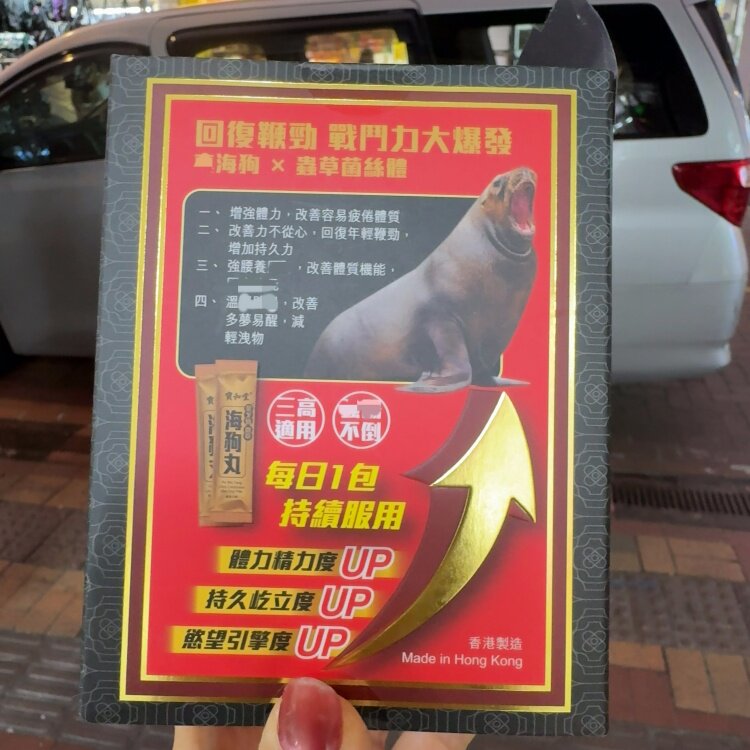 回復鞭勁 戰鬥力大爆發
海狗 × 蟲草菌絲體
一、增強體力，改善容易疲倦體質
二、改善力不從心，回復年輕鞭勁，
增加持久力
三、強腰養，改善體質機能，
四、溫，改善
多夢易醒，減
輕洩物
寶和堂
海狗丸
三高
適用
不倒
每日1包
持續服用
體力精力度UP
持久屹立度UP
慾望引擎度UP
香港製造
Made in Hong Kong